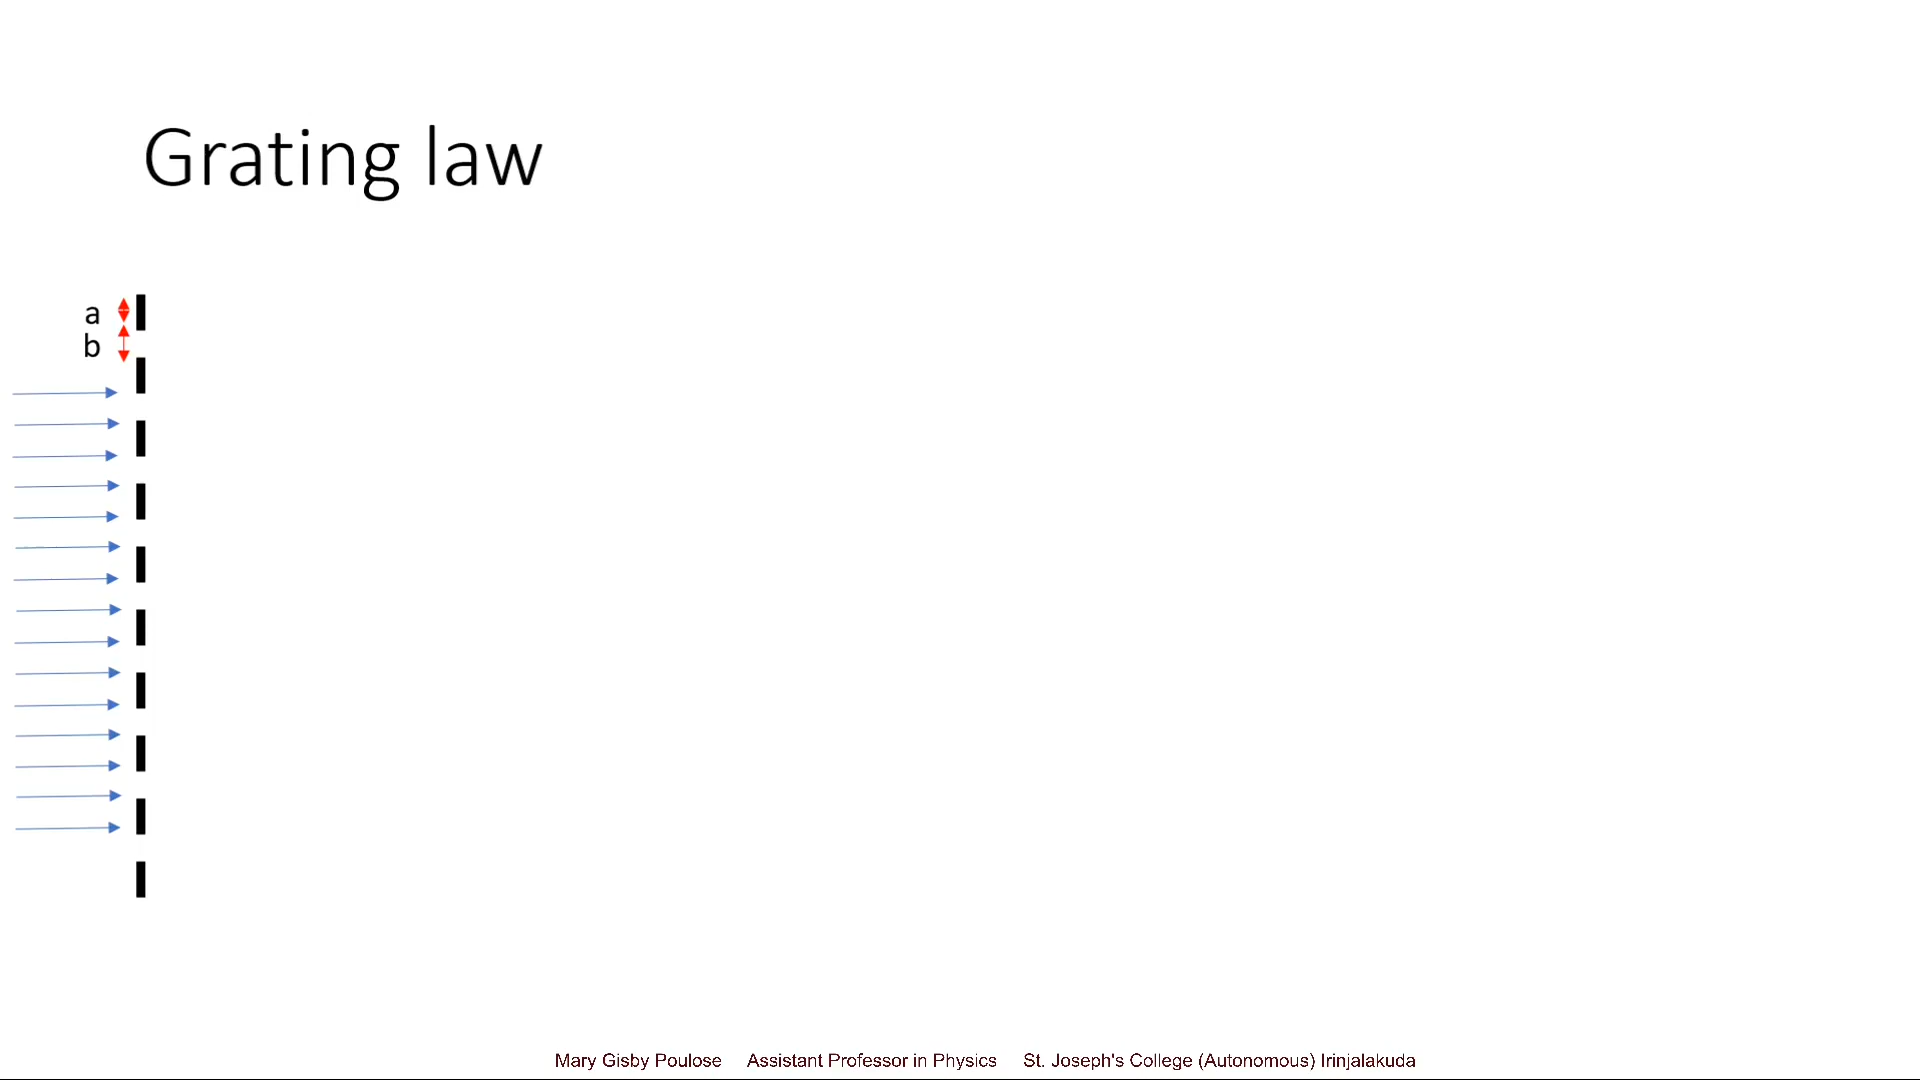 Grating law
a
b
Mary Gisby Poulose Assistant Professor in Physics St. Joseph's College (Autonomous) Irinjalakuda